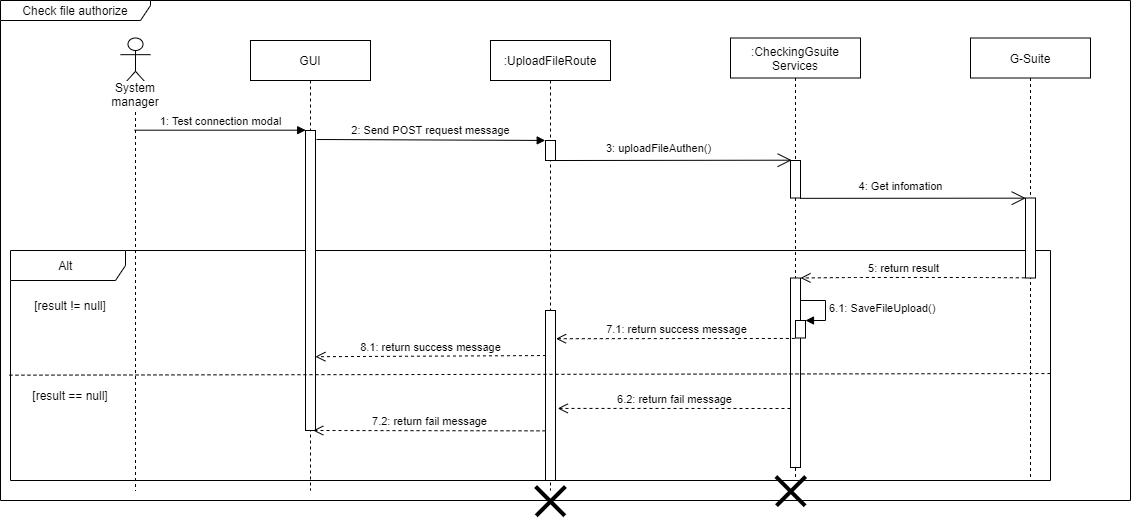 Check file authorize
System
manager
GUI
:UploadFileRoute
:CheckingGsuite
Services
G-Suite
1: Test connection modal
2: Send POST request message
3: uploadFileAuthen()
4: Get infomation
Alt
5: return result
[result != null]
6.1: SaveFileUpload()
7.1: return success message
8.1: return success message
[result == null]
6.2: return fail message
7.2: return fail message